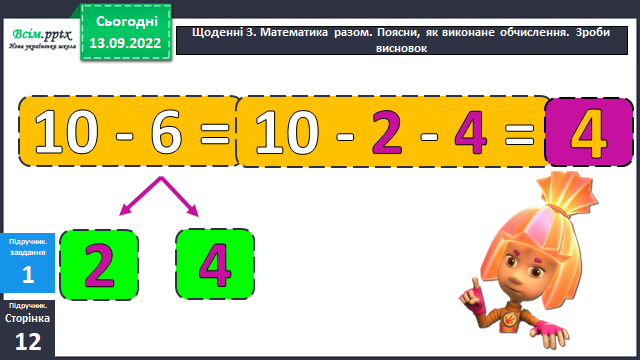 Всім.pptx
Нова українська школа
Сьогодні
13.09.2022
Щоденні 3. Математика разом. Поясни, як виконане обчислення. Зроби
висновок
10 - 6 = 10 - 2 - 4 = 4
2 4
Підручник.
завдання
1
Підручник.
Сторінка
12